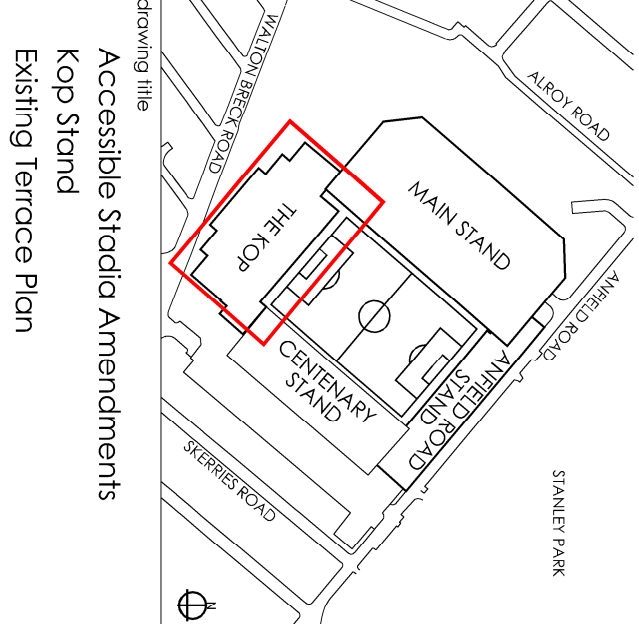 drawing title
Accessible Stadia Amendments
Kop Stand
Existing Terrace Plan
WALTON BRECK ROAD
ALROY ROAD
MAIN STAND
THE KOP
ANFIELD ROAD
CENTENARY
STAND
ANFIELD ROAD
STAND
SKERRIES ROAD
STANLEY PARK
N